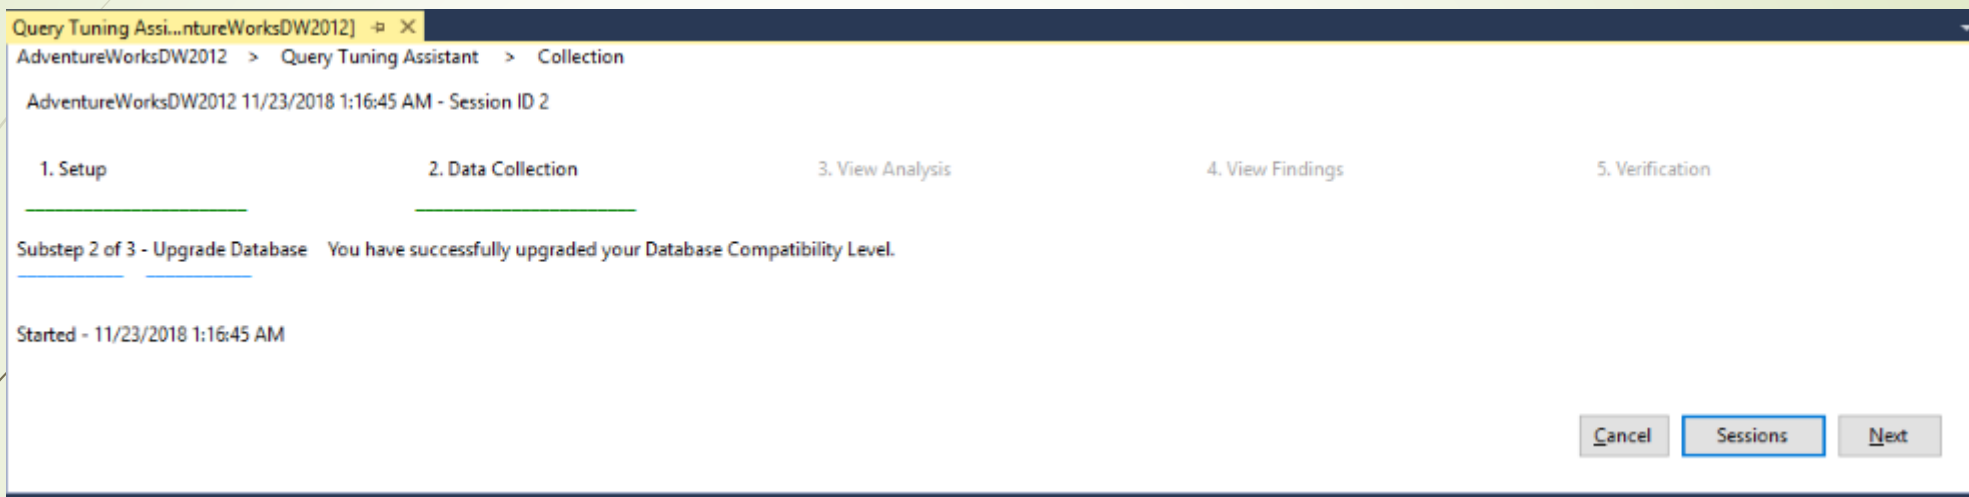 Query Tuning Assi...ntureWorksDW2012]
AdventureWorksDW2012 > Query Tuning Assistant > Collection
AdventureWorksDW2012 11/23/2018 1:16:45 AM - Session ID 2
1. Setup 2. Data Collection 3. View Analysis 4. View Findings 5. Verification
Substep 2 of 3 - Upgrade Database You have successfully upgraded your Database Compatibility Level.
Started - 11/23/2018 1:16:45 AM
Cancel Sessions Next